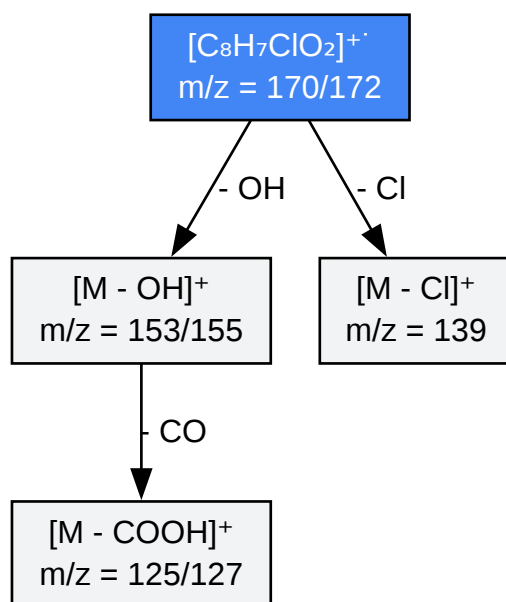 [C₈H₇ClO₂]⁺˙
m/z = 170/172
- OH
- Cl
[M - OH]⁺
m/z = 153/155
[M - Cl]⁺
m/z = 139
- CO
[M - COOH]⁺
m/z = 125/127